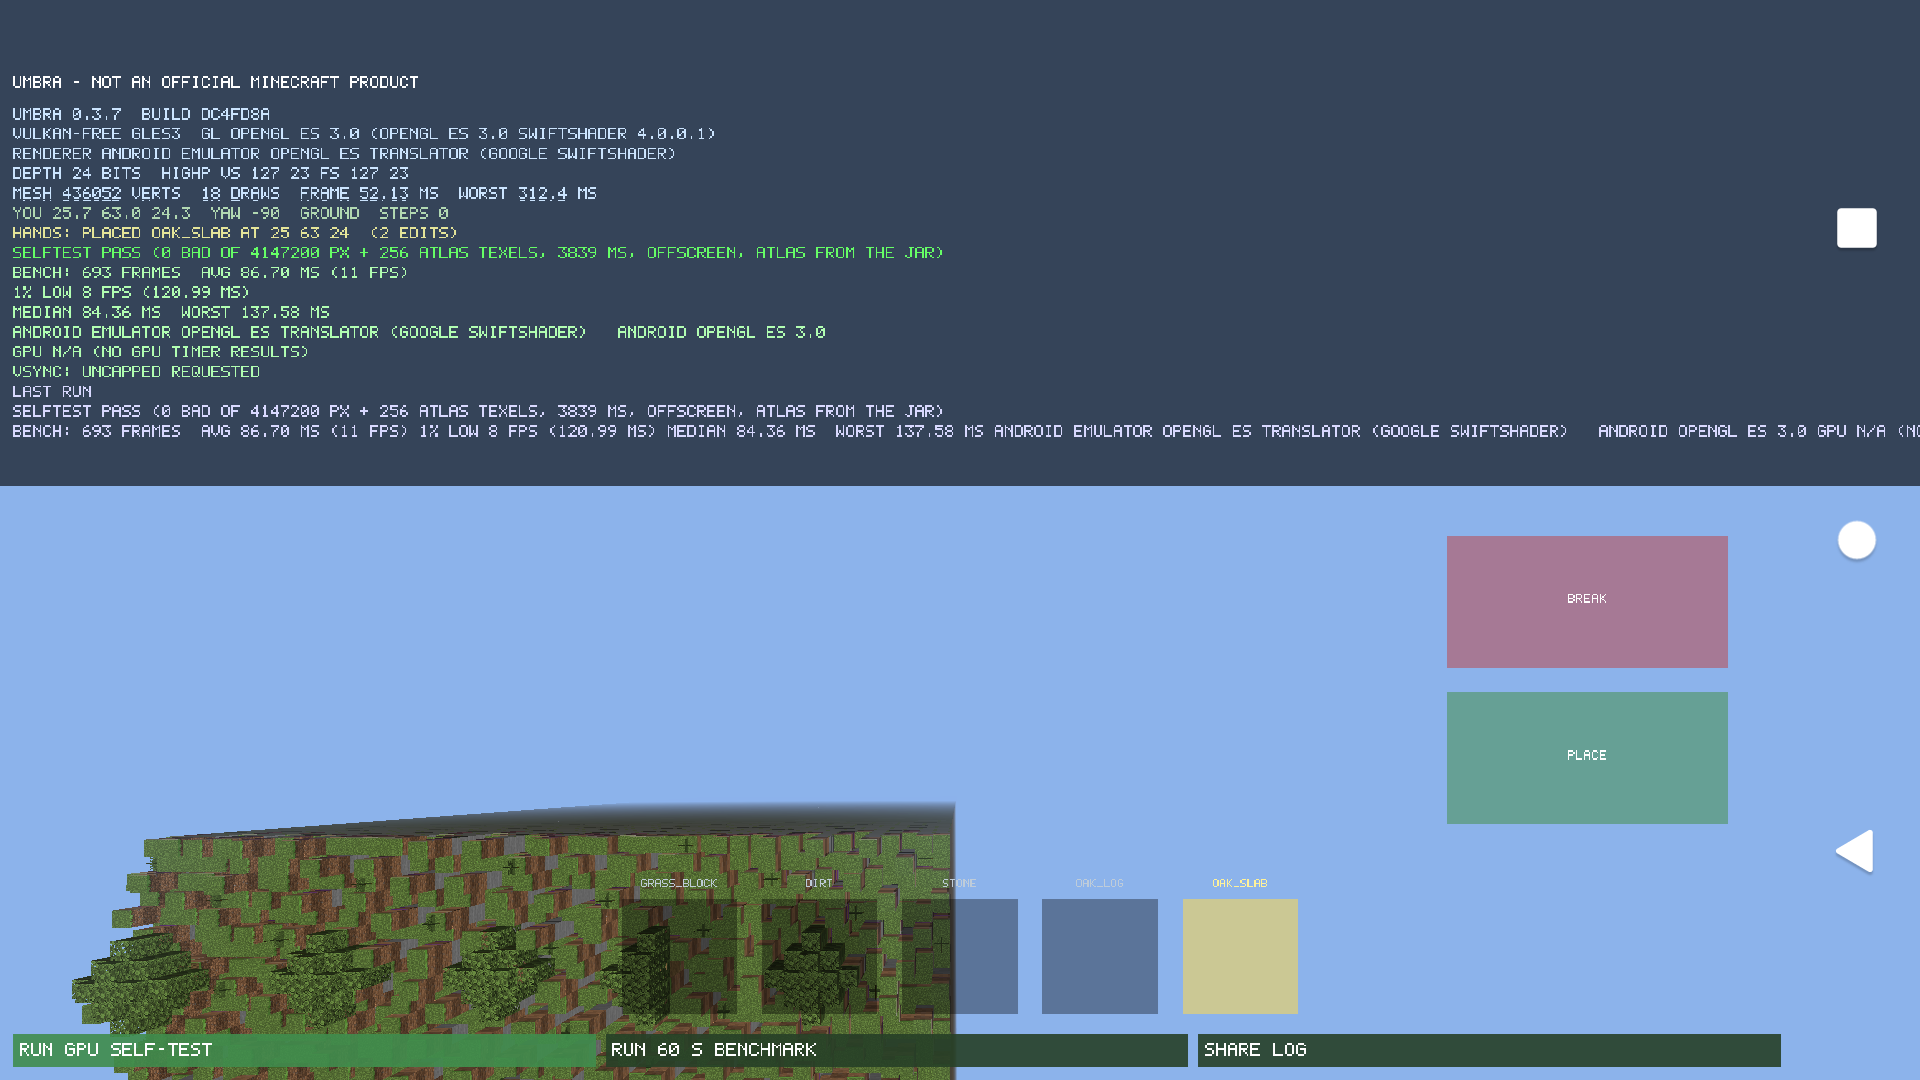 UMBRA - NOT AN OFFICIAL MINECRAFT PRODUCT
UMBRA 0.3.7  BUILD DC4FD8A
VULKAN-FREE GLES3  GL OPENGL ES 3.0 (OPENGL ES 3.0 SWIFTSHADER 4.0.0.1)
RENDERER ANDROID EMULATOR OPENGL ES TRANSLATOR (GOOGLE SWIFTSHADER)
DEPTH 24 BITS  HIGHP VS 127 23 FS 127 23
MESH 436052 VERTS  18 DRAWS  FRAME 52.13 MS  WORST 312.4 MS
YOU 25.7 63.0 24.3  YAW -90  GROUND  STEPS 0
HANDS: PLACED OAK_SLAB AT 25 63 24  (2 EDITS)
SELFTEST PASS (0 BAD OF 4147200 PX + 256 ATLAS TEXELS, 3839 MS, OFFSCREEN, ATLAS FROM THE JAR)
BENCH: 693 FRAMES  AVG 86.70 MS (11 FPS)
1% LOW 8 FPS (120.99 MS)
MEDIAN 84.36 MS  WORST 137.58 MS
ANDROID EMULATOR OPENGL ES TRANSLATOR (GOOGLE SWIFTSHADER)   ANDROID OPENGL ES 3.0
GPU N/A (NO GPU TIMER RESULTS)
VSYNC: UNCAPPED REQUESTED
LAST RUN
SELFTEST PASS (0 BAD OF 4147200 PX + 256 ATLAS TEXELS, 3839 MS, OFFSCREEN, ATLAS FROM THE JAR)
BENCH: 693 FRAMES  AVG 86.70 MS (11 FPS) 1% LOW 8 FPS (120.99 MS) MEDIAN 84.36 MS  WORST 137.58 MS ANDROID EMULATOR OPENGL ES TRANSLATOR (GOOGLE SWIFTSHADER)   ANDROID OPENGL ES 3.0 GPU N/A (NO
BREAK
PLACE
GRASS_BLOCK DIRT STONE OAK_LOG OAK_SLAB
RUN GPU SELF-TEST RUN 60 S BENCHMARK SHARE LOG